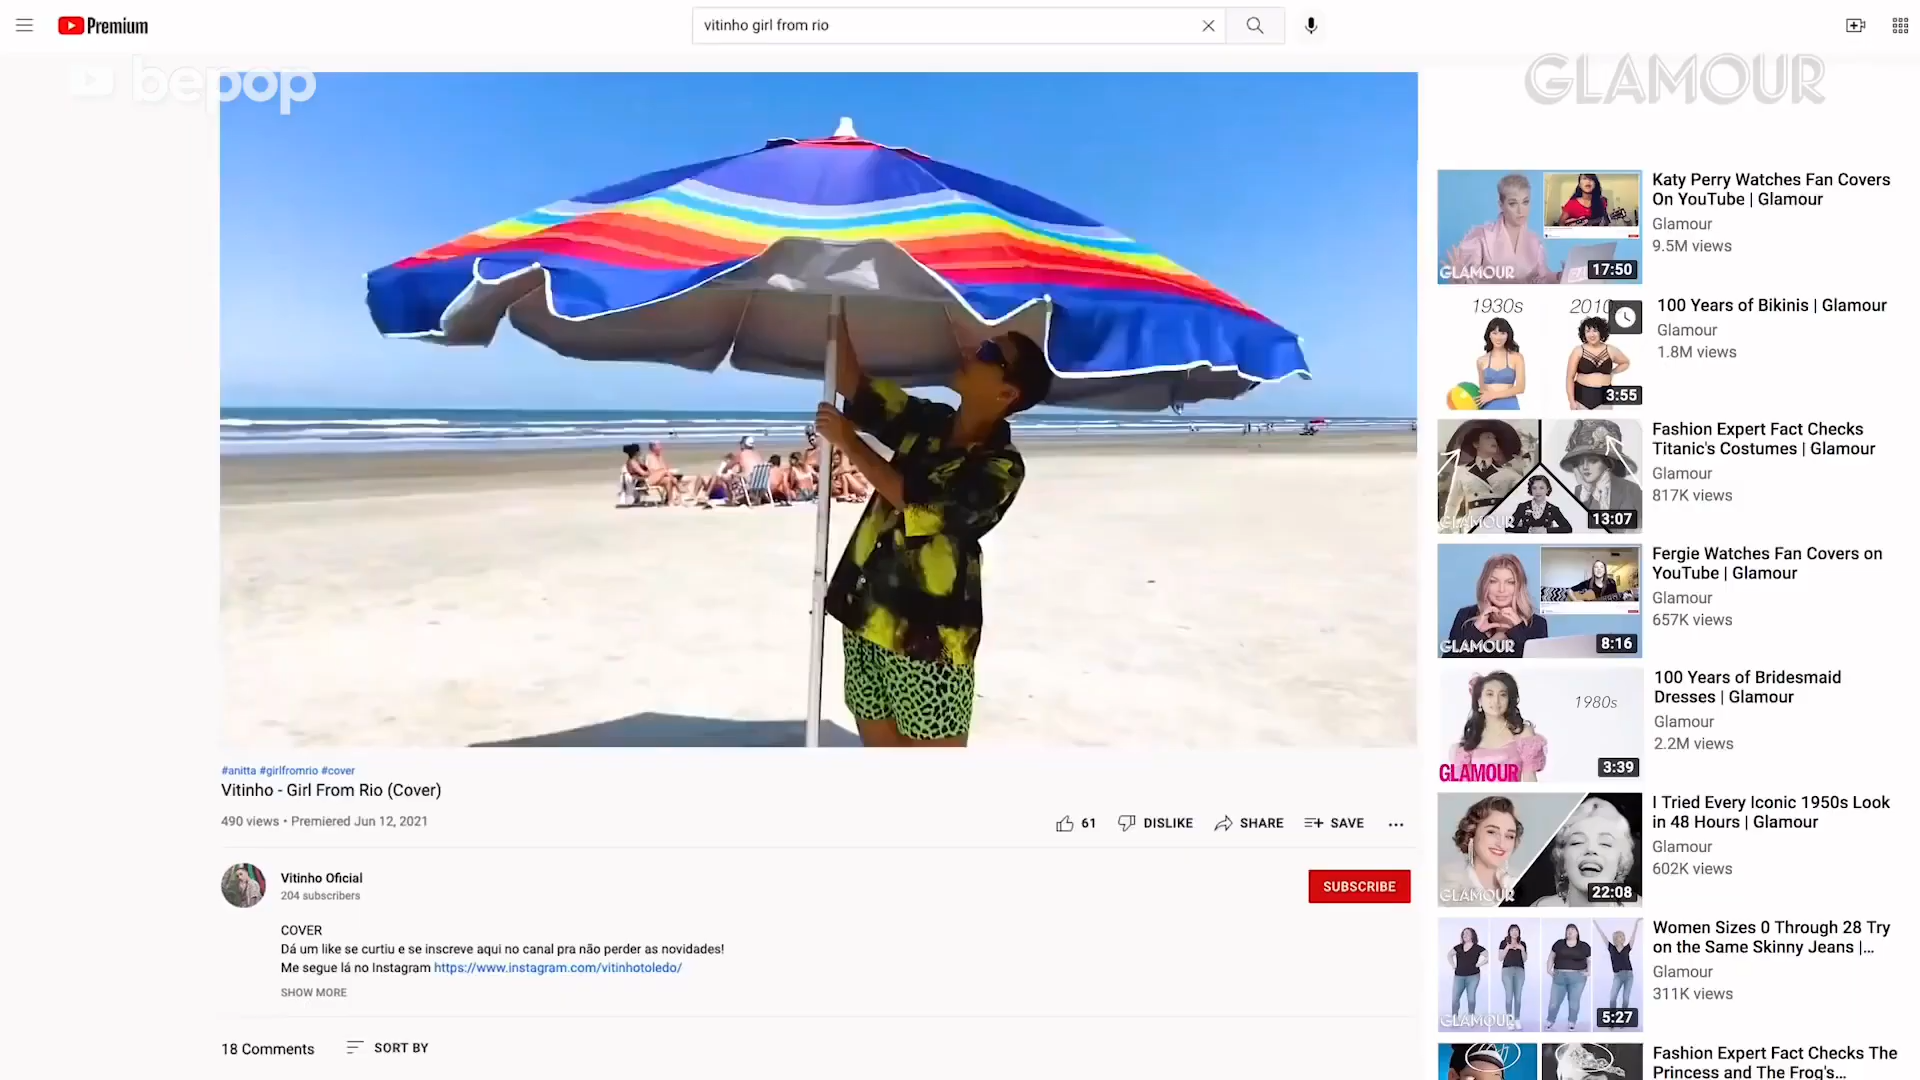 Premium
vitinho girl from rio
bepop
GLAMOUR
#anitta #girlfromrio #cover
Vitinho - Girl From Rio (Cover)
490 views • Premiered Jun 12, 2021
61
DISLIKE
SHARE
SAVE
Vitinho Oficial
204 subscribers
SUBSCRIBE
COVER
Dá um like se curtiu e se inscreve aqui no canal pra não perder as novidades!
Me segue lá no Instagram https://www.instagram.com/vitinhotoledo/
SHOW MORE
18 Comments
SORT BY
GLAMOUR
17:50
Katy Perry Watches Fan Covers
On YouTube | Glamour
Glamour
9.5M views
1930s
2010
3:55
100 Years of Bikinis | Glamour
Glamour
1.8M views
GLAMOUR
13:07
Fashion Expert Fact Checks
Titanic's Costumes | Glamour
Glamour
817K views
GLAMOUR
8:16
Fergie Watches Fan Covers on
YouTube | Glamour
Glamour
657K views
1980s
GLAMOUR
3:39
100 Years of Bridesmaid
Dresses | Glamour
Glamour
2.2M views
GLAMOUR
22:08
I Tried Every Iconic 1950s Look
in 48 Hours | Glamour
Glamour
602K views
GLAMOUR
5:27
Women Sizes 0 Through 28 Try
on the Same Skinny Jeans |...
Glamour
311K views
Fashion Expert Fact Checks The
Princess and The Frog's...